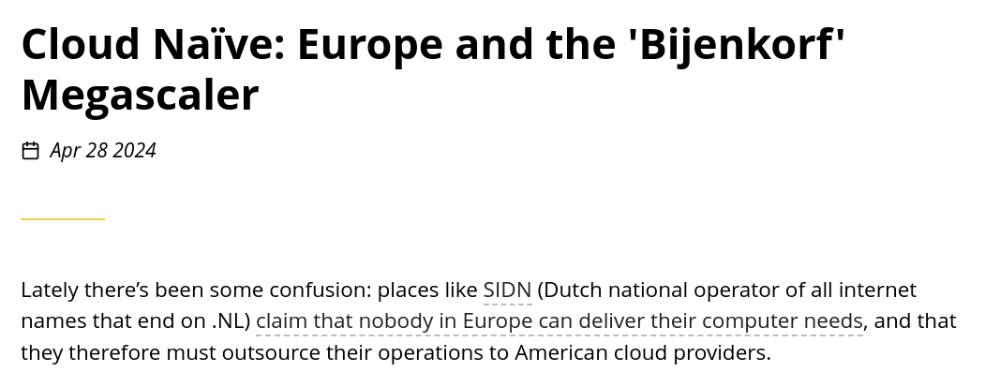 Cloud Naïve: Europe and the 'Bijenkorf'
Megascaler
Apr 28 2024
Lately there’s been some confusion: places like SIDN (Dutch national operator of all internet
names that end on .NL) claim that nobody in Europe can deliver their computer needs, and that
they therefore must outsource their operations to American cloud providers.